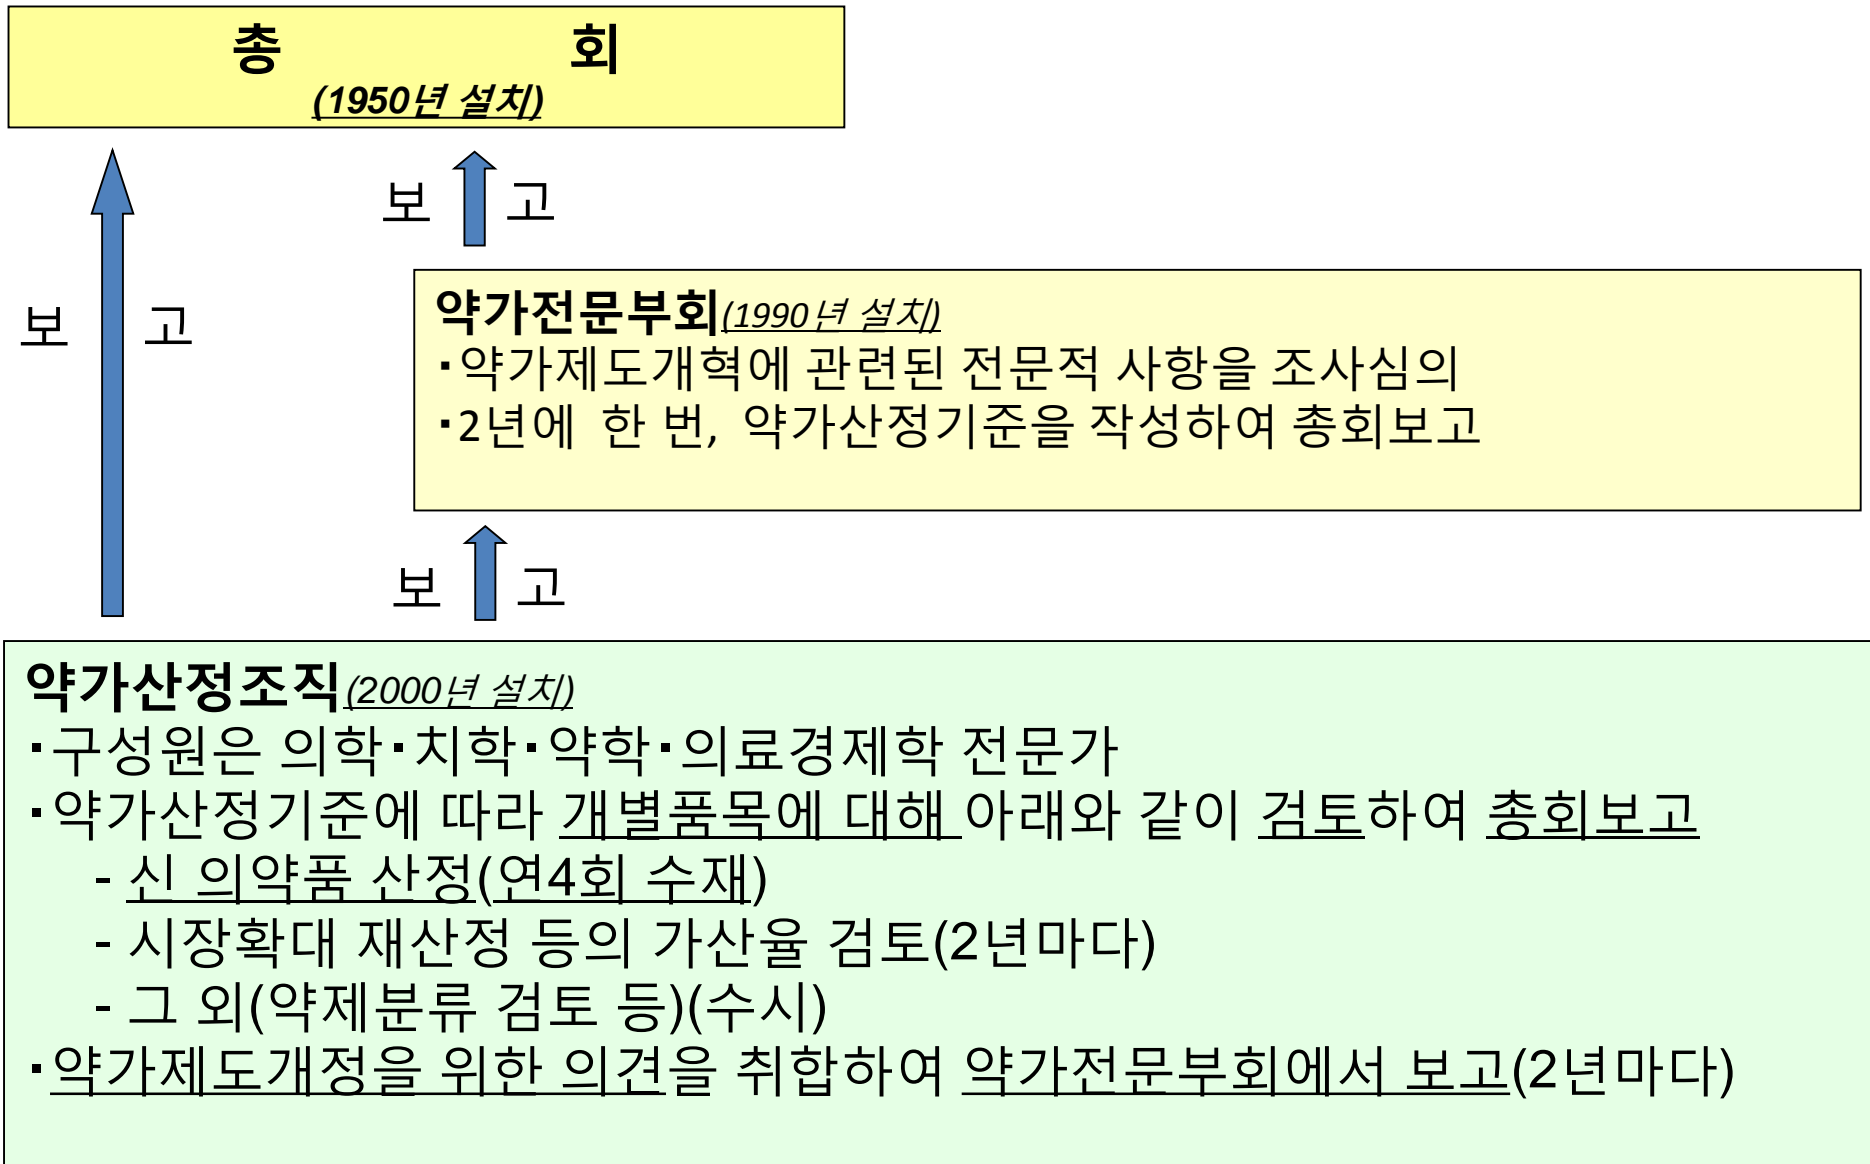 총 회
(1950년 설치)
보 고
보 고
약가전문부회(1990년 설치)
▪약가제도개혁에 관련된 전문적 사항을 조사심의
▪2년에 한 번, 약가산정기준을 작성하여 총회보고
보 고
약가산정조직(2000년 설치)
▪구성원은 의학▪치학▪약학▪의료경제학 전문가
▪약가산정기준에 따라 개별품목에 대해 아래와 같이 검토하여 총회보고
- 신 의약품 산정(연4회 수재)
- 시장확대 재산정 등의 가산율 검토(2년마다)
- 그 외(약제분류 검토 등)(수시)
▪약가제도개정을 위한 의견을 취합하여 약가전문부회에서 보고(2년마다)